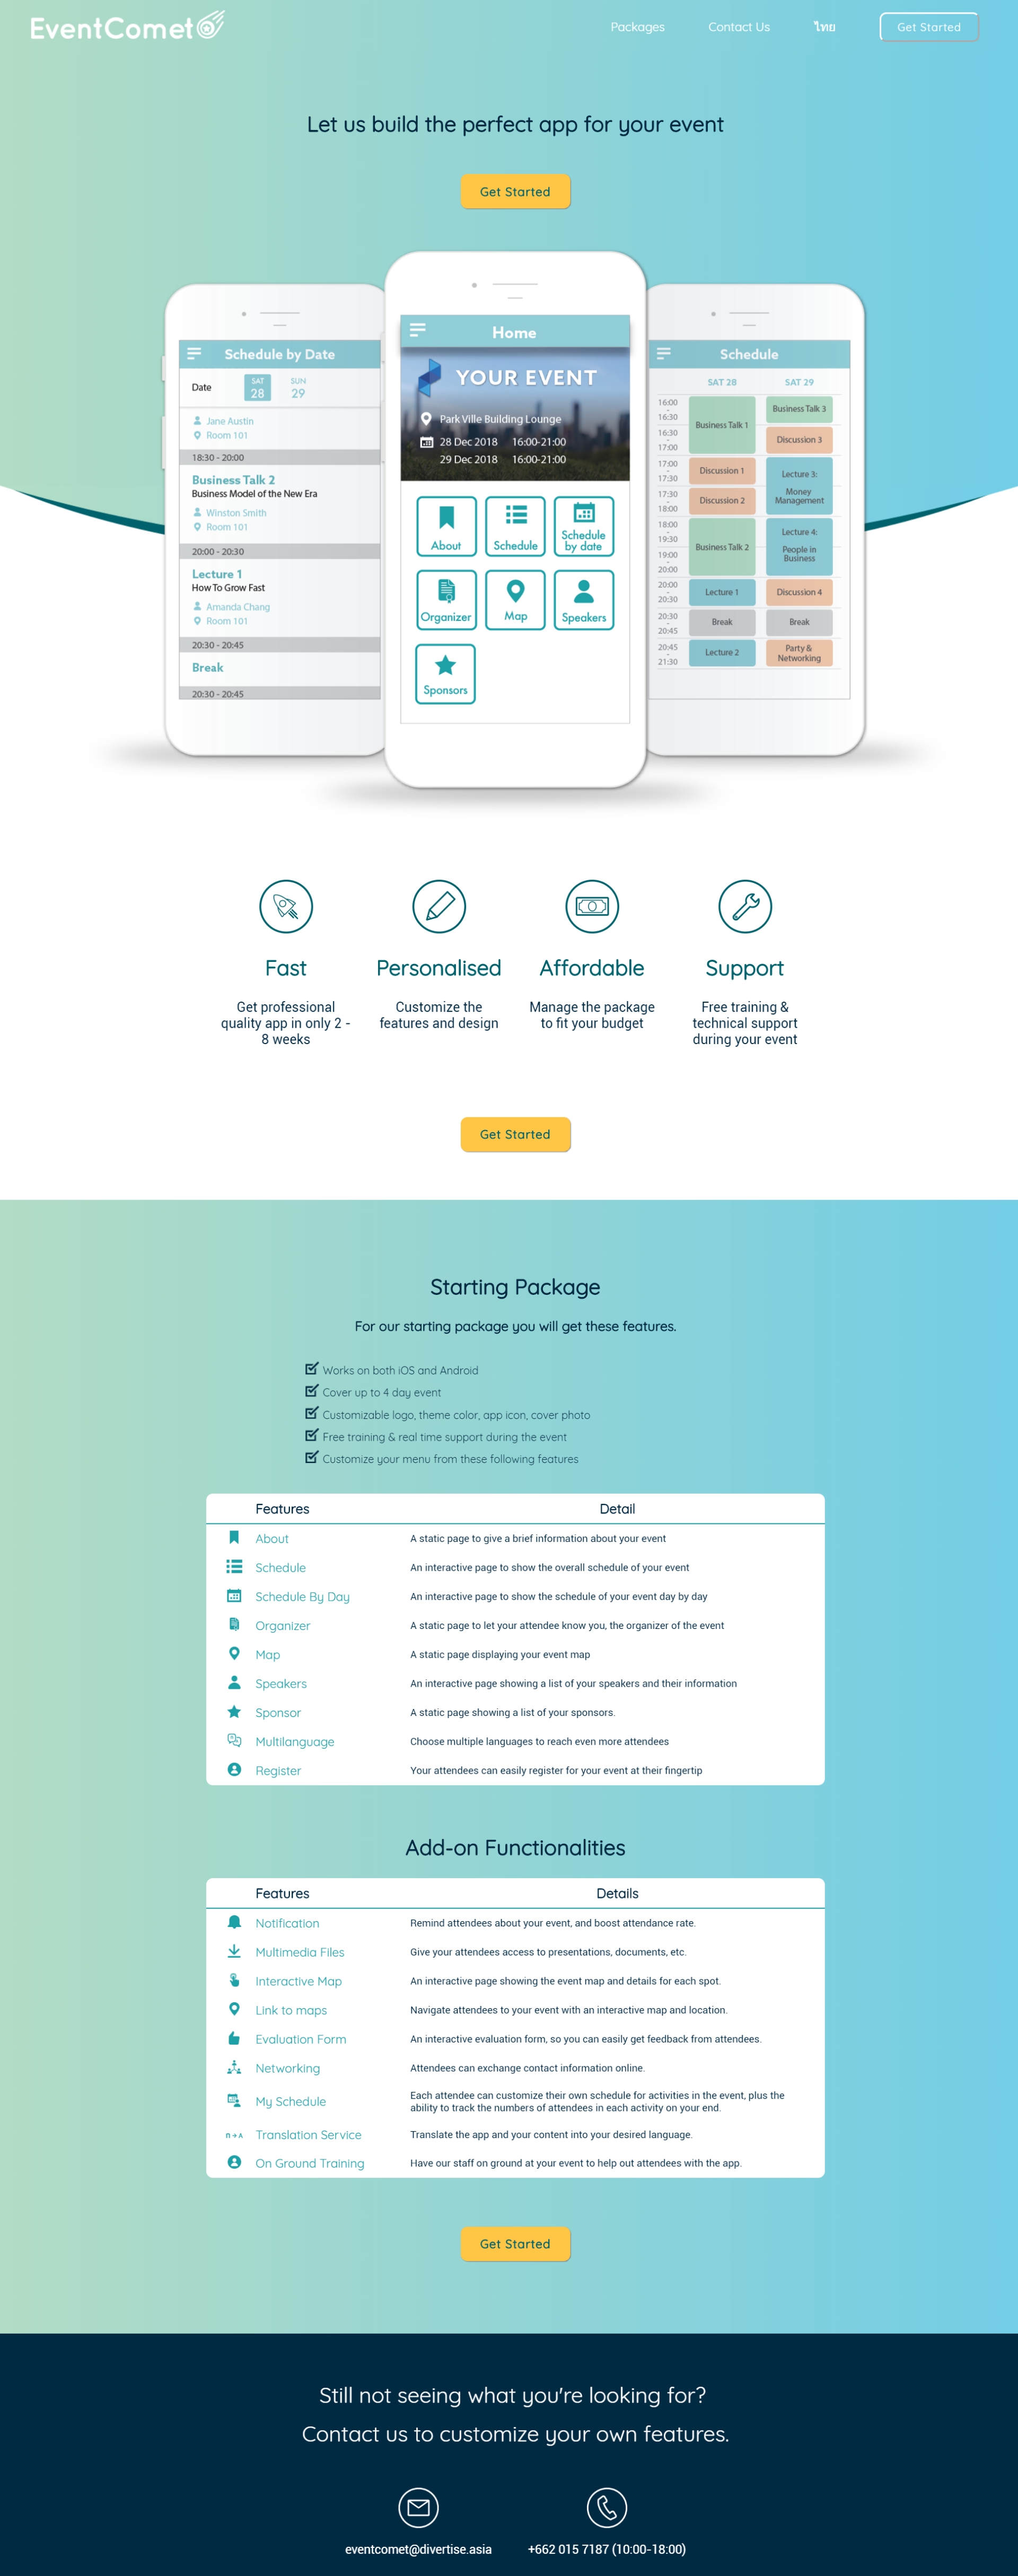 EventComet
Packages
Contact Us
ไทย
Get Started
Let us build the perfect app for your event
Get Started
Schedule by Date
Date
SAT
28
SUN
29
Jane Austin
Room 101
18:30 - 20:00
Business Talk 2
Business Model of the New Era
Winston Smith
Room 101
20:00 - 20:30
Lecture 1
How To Grow Fast
Amanda Chang
Room 101
20:30 - 20:45
Break
20:30 - 20:45
Home
YOUR EVENT
Park Ville Building Lounge
28 Dec 2018 16:00-21:00
29 Dec 2018 16:00-21:00
About
Schedule
Schedule
by date
Organizer
Map
Speakers
Sponsors
Schedule
SAT 28
SAT 29
16:00
-
16:30
16:30
-
17:00
17:00
-
17:30
17:30
-
18:00
18:00
-
19:30
19:00
-
20:00
20:00
-
20:30
20:30
-
20:45
20:45
-
21:30
Business Talk 1
Discussion 1
Discussion 2
Business Talk 2
Lecture 1
Break
Lecture 2
Business Talk 3
Discussion 3
Lecture 3:
Money
Management
Lecture 4:
People in
Business
Discussion 4
Break
Party &
Networking
Fast
Get professional
quality app in only 2 -
8 weeks
Personalised
Customize the
features and design
Affordable
Manage the package
to fit your budget
Support
Free training &
technical support
during your event
Get Started
Starting Package
For our starting package you will get these features.
Works on both iOS and Android
Cover up to 4 day event
Customizable logo, theme color, app icon, cover photo
Free training & real time support during the event
Customize your menu from these following features
Features Detail
About A static page to give a brief information about your event
Schedule An interactive page to show the overall schedule of your event
Schedule By Day An interactive page to show the schedule of your event day by day
Organizer A static page to let your attendee know you, the organizer of the event
Map A static page displaying your event map
Speakers An interactive page showing a list of your speakers and their information
Sponsor A static page showing a list of your sponsors.
Multilanguage Choose multiple languages to reach even more attendees
Register Your attendees can easily register for your event at their fingertip
Add-on Functionalities
Features Details
Notification Remind attendees about your event, and boost attendance rate.
Multimedia Files Give your attendees access to presentations, documents, etc.
Interactive Map An interactive page showing the event map and details for each spot.
Link to maps Navigate attendees to your event with an interactive map and location.
Evaluation Form An interactive evaluation form, so you can easily get feedback from attendees.
Networking Attendees can exchange contact information online.
My Schedule Each attendee can customize their own schedule for activities in the event, plus the
ability to track the numbers of attendees in each activity on your end.
Translation Service Translate the app and your content into your desired language.
On Ground Training Have our staff on ground at your event to help out attendees with the app.
Get Started
Still not seeing what you're looking for?
Contact us to customize your own features.
eventcomet@divertise.asia
+662 015 7187 (10:00-18:00)